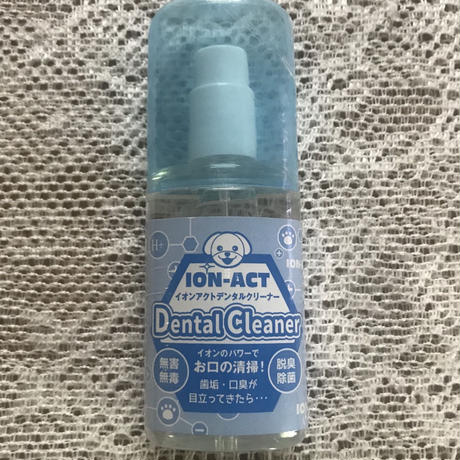 H+
ION-ACT
イオンアクトデンタルクリーナー
Dental Cleaner
イオンのパワーで
お口の清掃!
歯垢・口臭が
目立ってきたら・・・
無害
無毒
脱臭
除菌